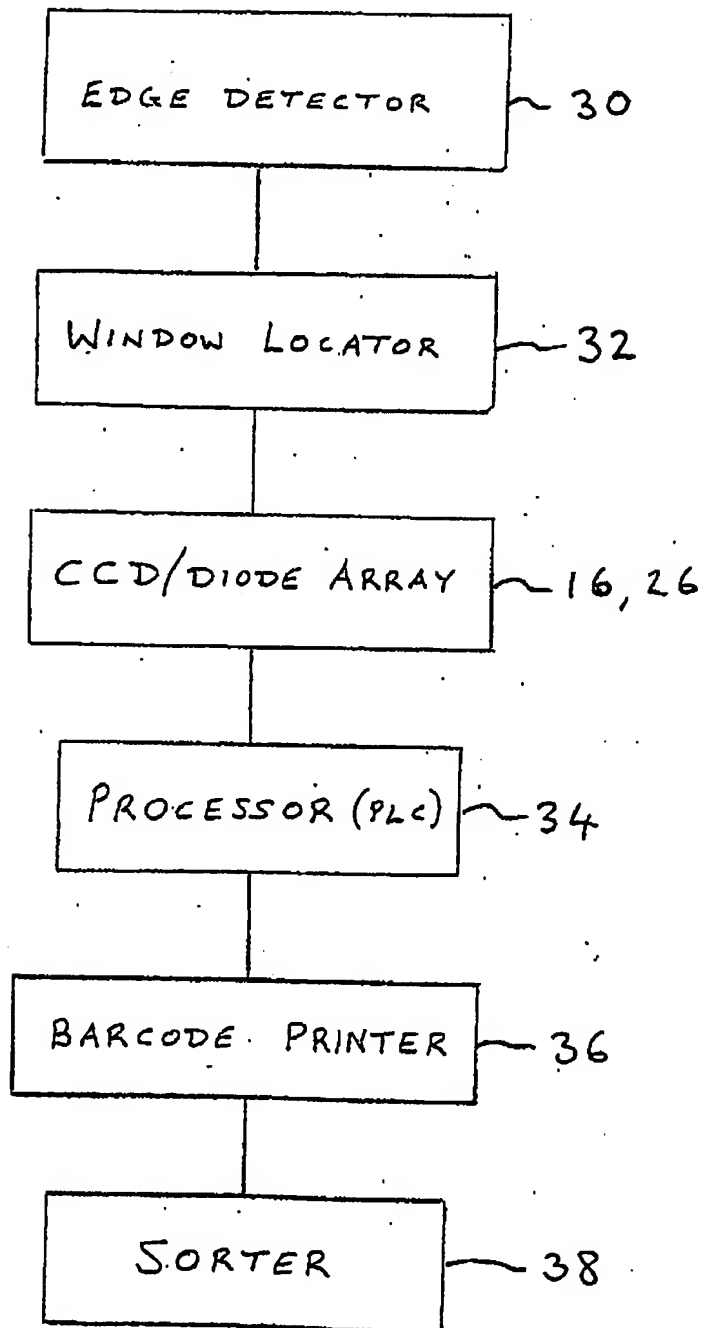 EDGE DETECTOR 30
WINDOW LOCATOR 32
CCD/DIODE ARRAY 16, 26
PROCESSOR (PLC) 34
BARCODE PRINTER 36
SORTER 38